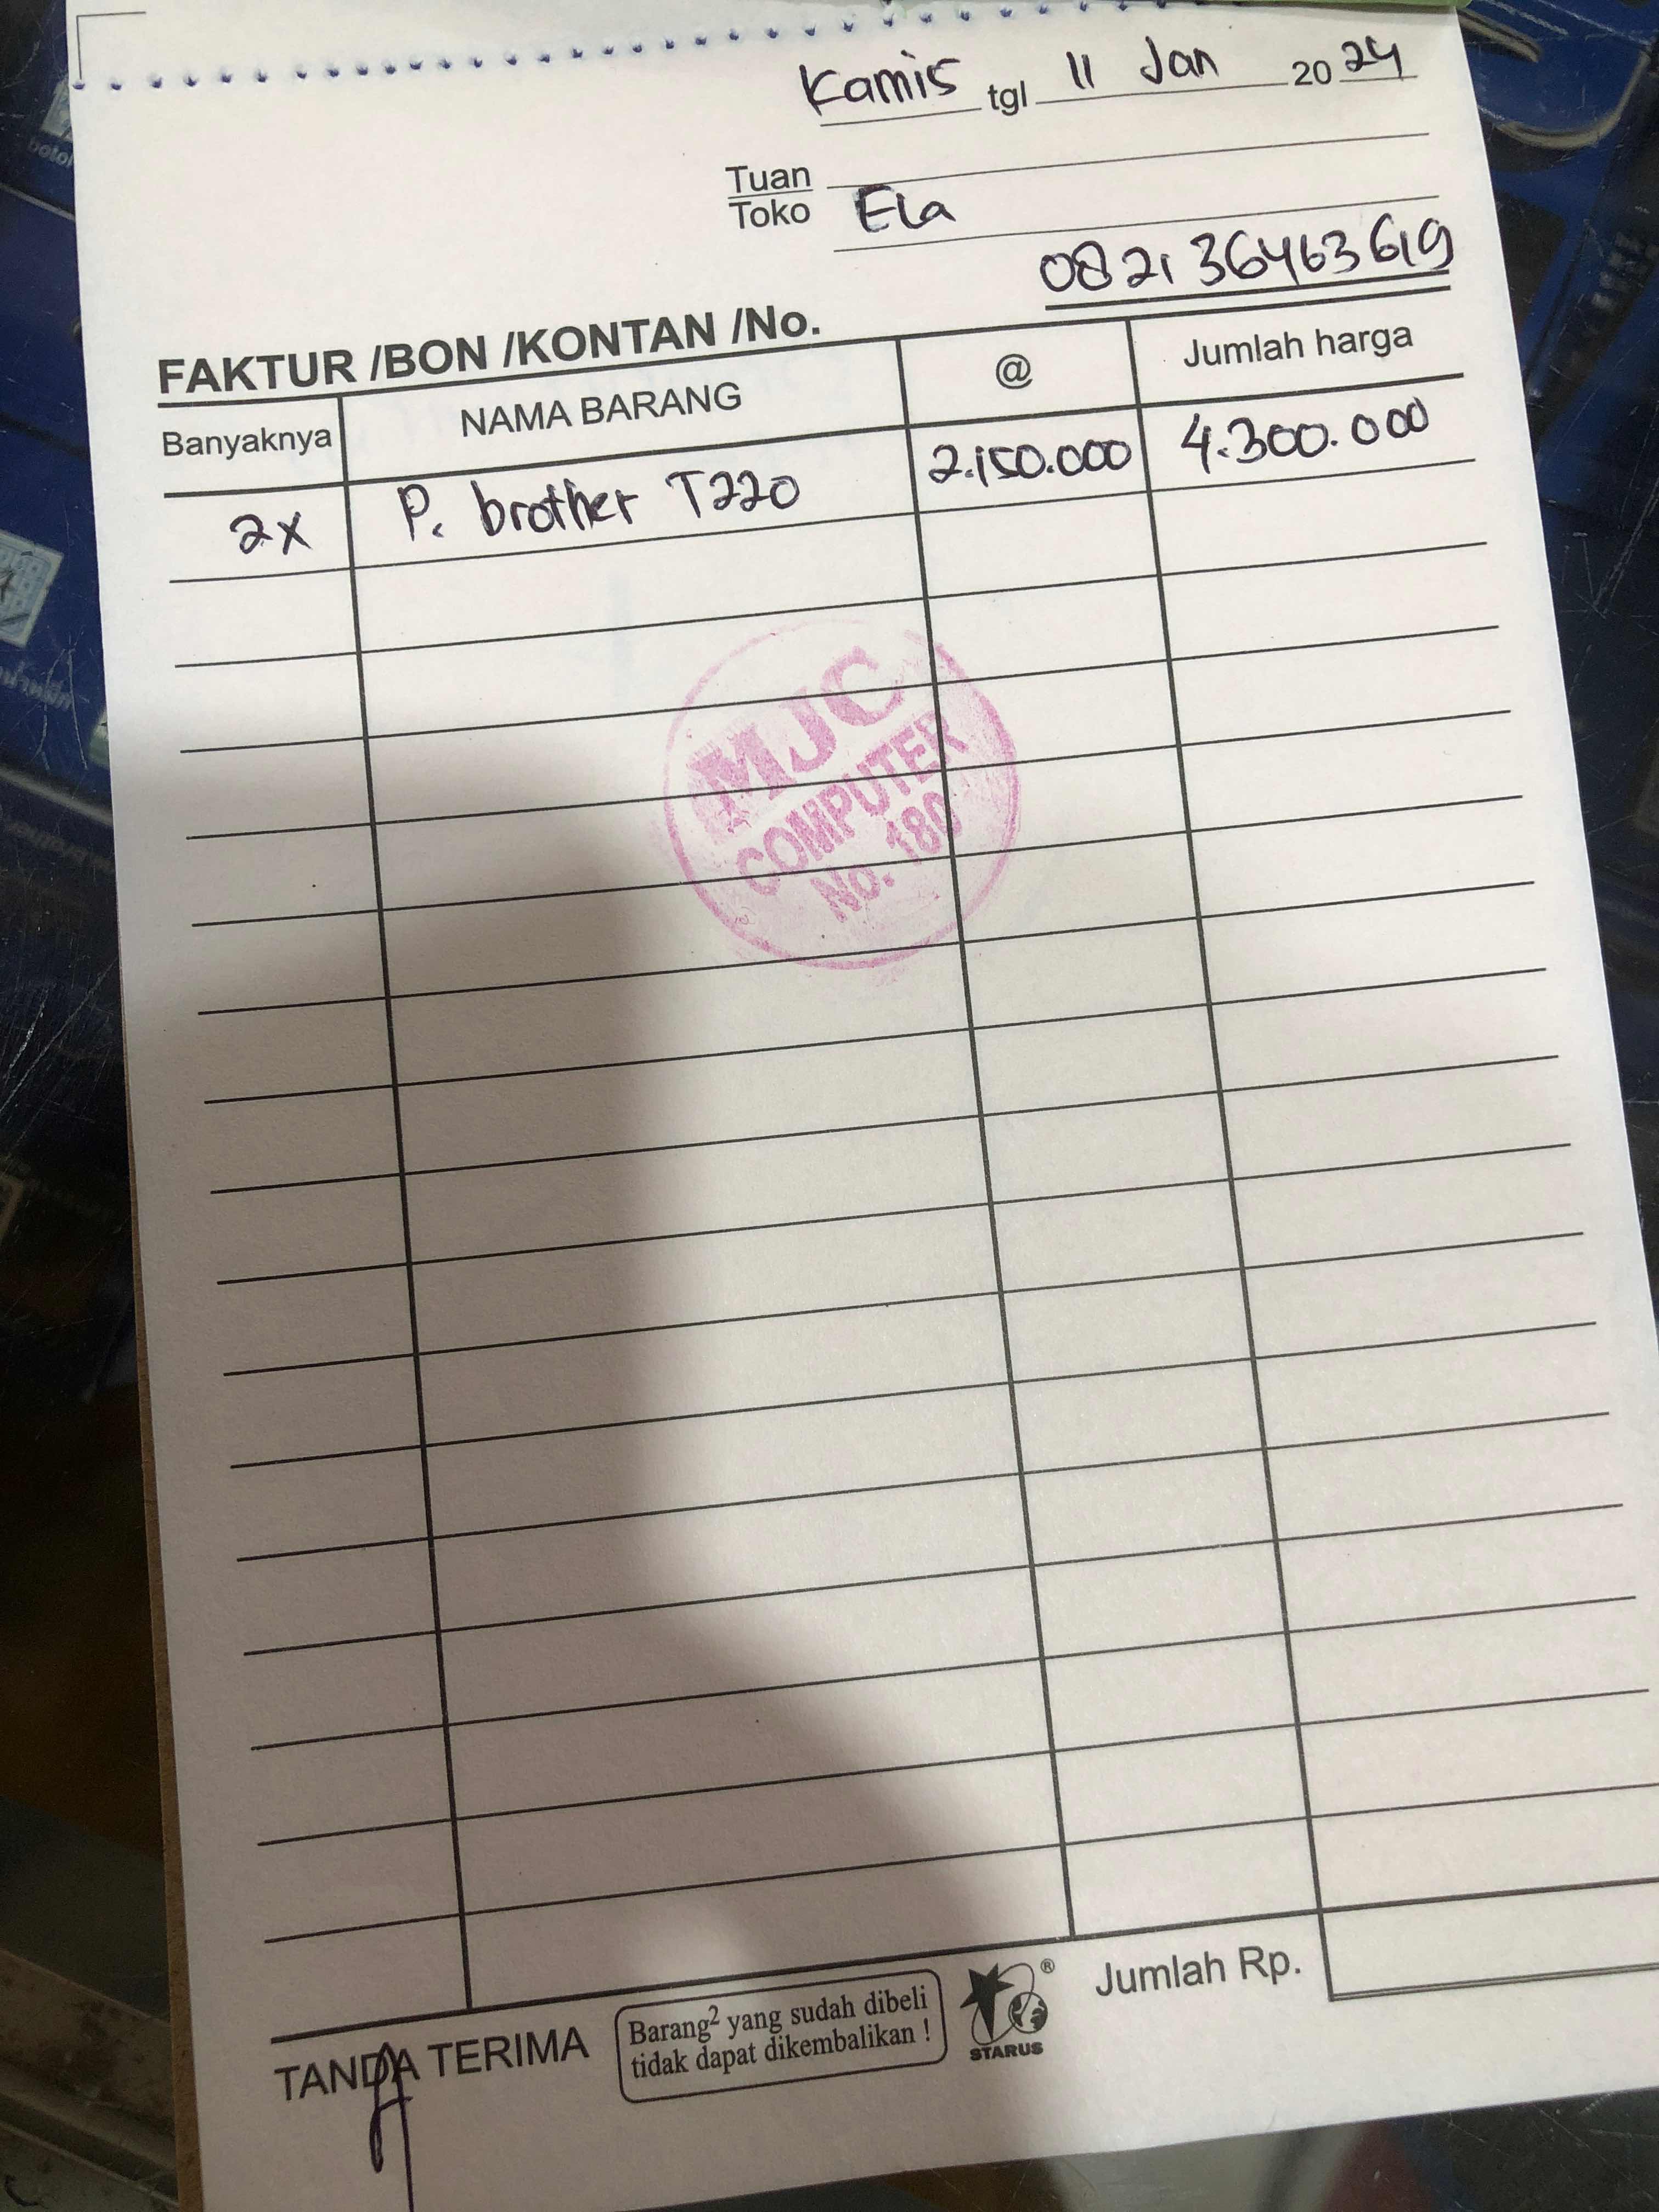 Kamis tgl 11 Jan 2024
Tuan
Toko Ela
082136463619
FAKTUR /BON /KONTAN /No.
Banyaknya NAMA BARANG @ Jumlah harga
2x P. brother T220 2.150.000 4.300.000
MJC
COMPUTER
No. 180
Jumlah Rp.
TANDA TERIMA
Barang² yang sudah dibeli
tidak dapat dikembalikan !
®
STARUS